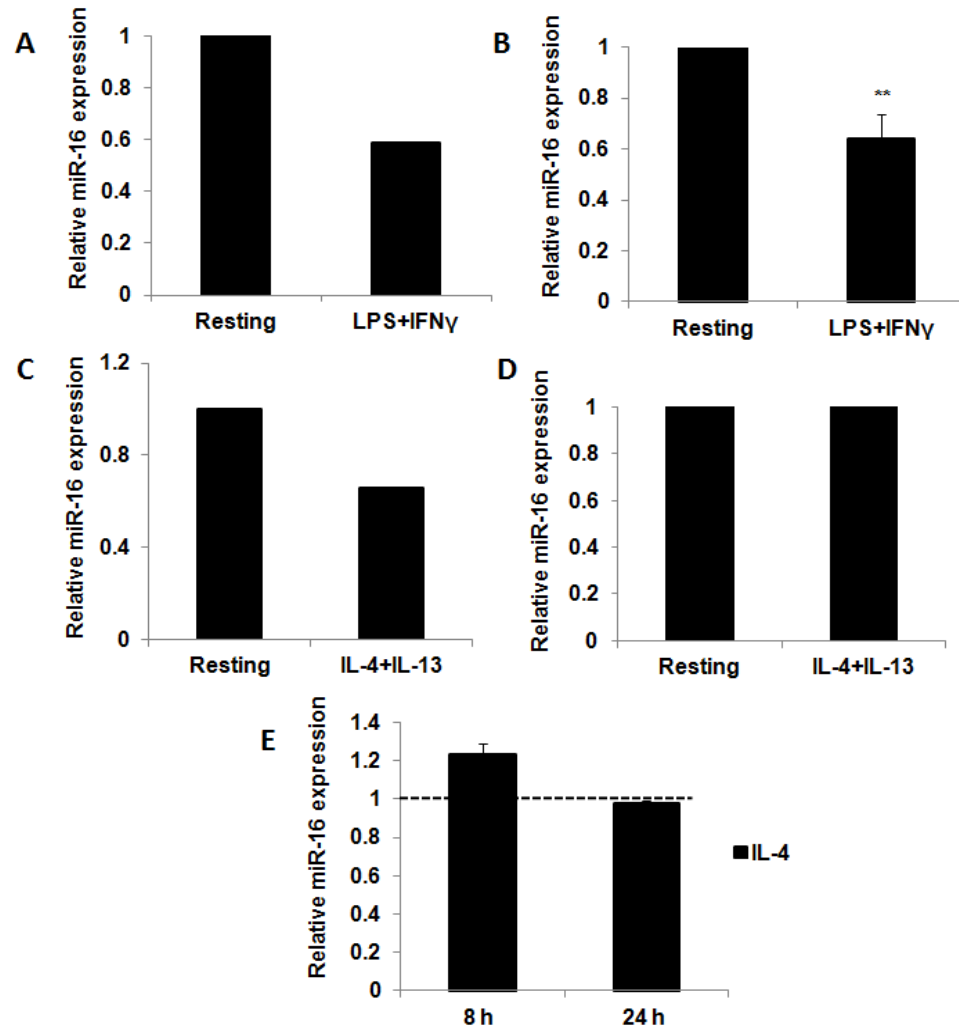 A
Relative miR-16 expression
1
0.8
0.6
0.4
0.2
0
Resting
LPS+IFNγ
B
Relative miR-16 expression
1
0.8
0.6
0.4
0.2
0
**
Resting
LPS+IFNγ
C
Relative miR-16 expression
1.2
0.8
0.4
0
Resting
IL-4+IL-13
D
Relative miR-16 expression
1
0.8
0.6
0.4
0.2
0
Resting
IL-4+IL-13
E
Relative miR-16 expression
1.4
1.2
1
0.8
0.6
0.4
0.2
0
8 h
24 h
IL-4